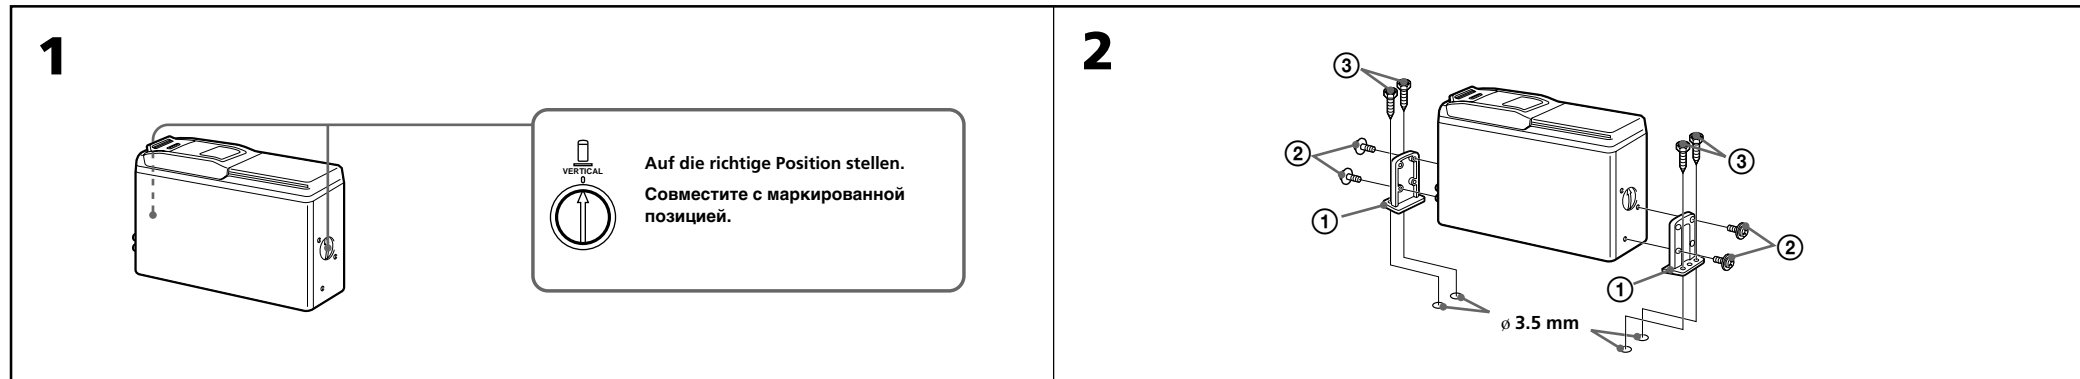 1
VERTICAL
0
Auf die richtige Position stellen.
Совместите с маркированной
позицией.
2
③
②
③
①
②
①
ø 3.5 mm